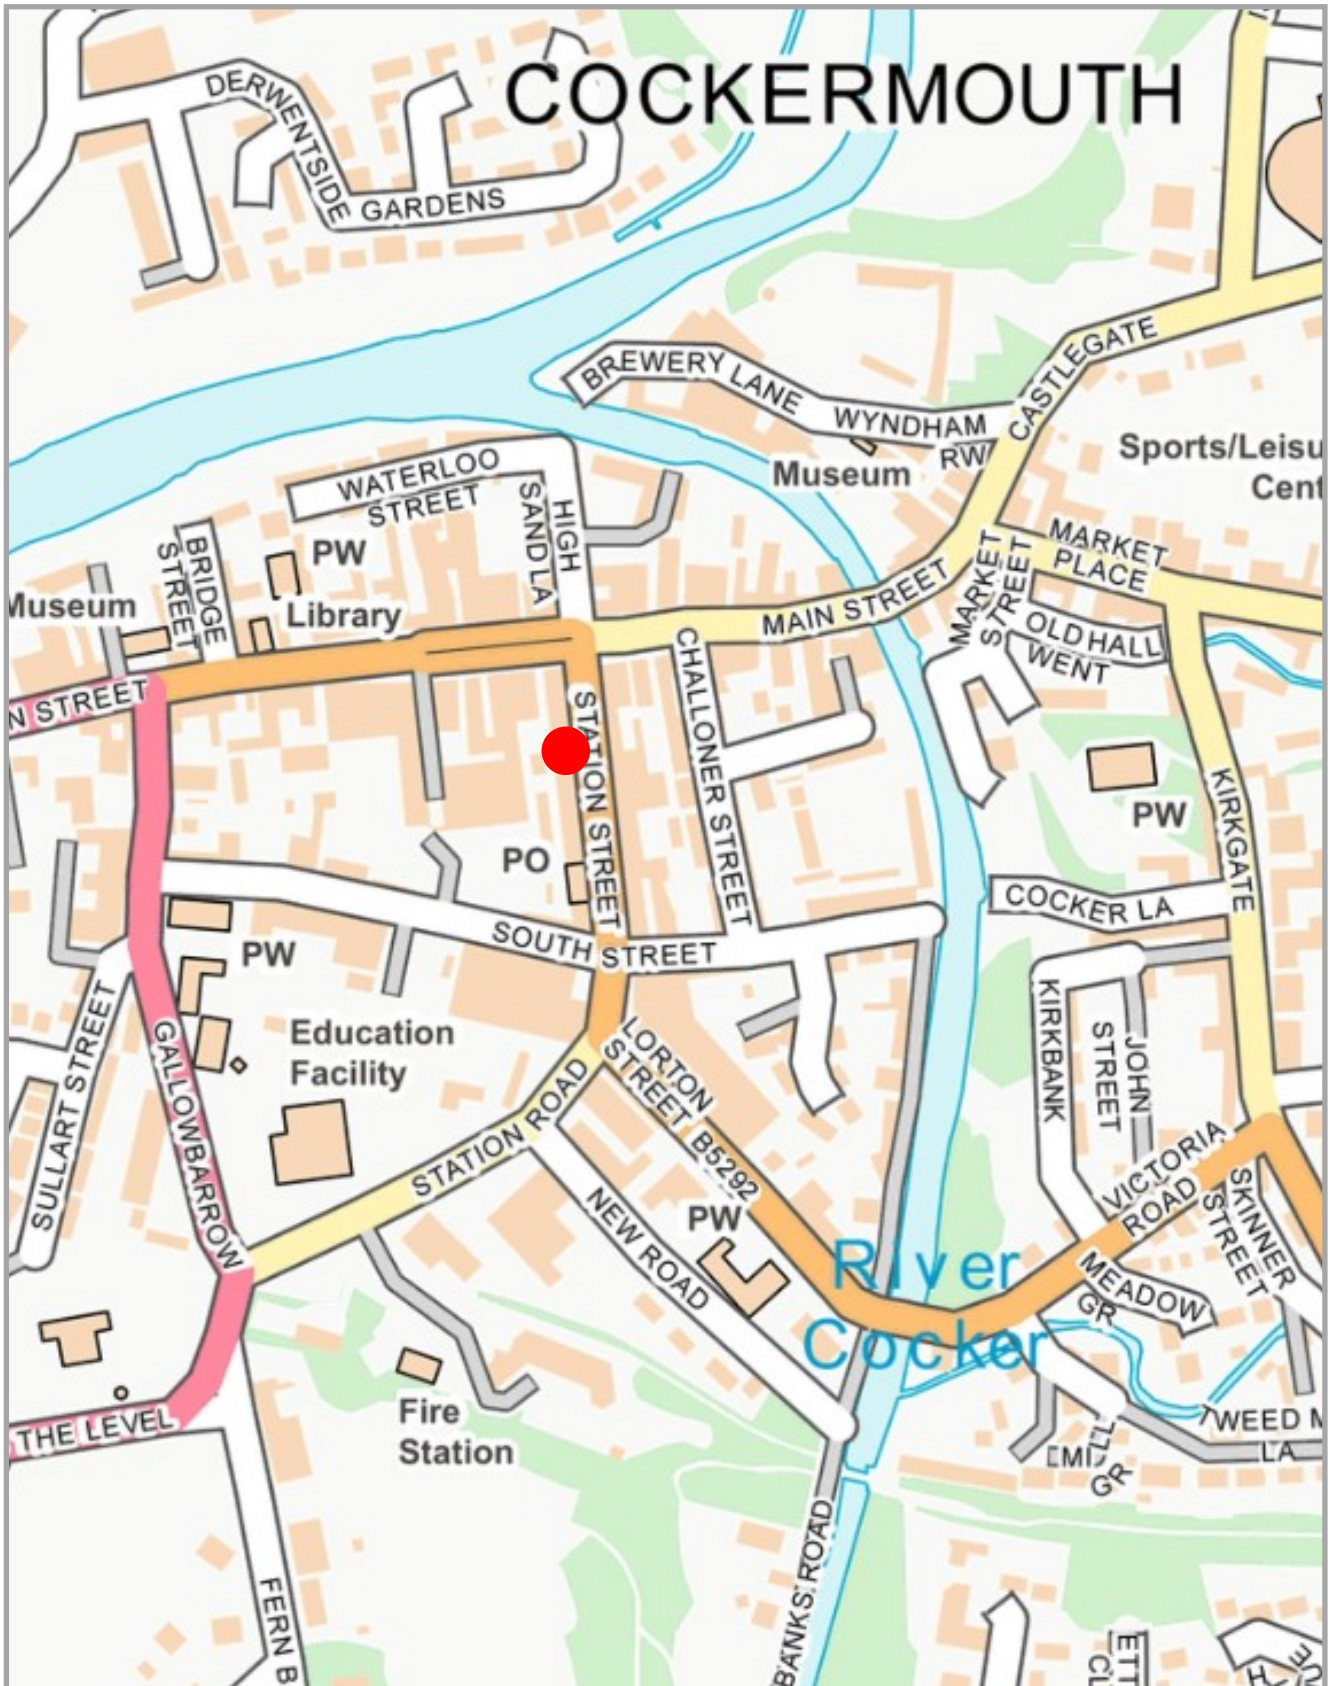 COCKERMOUTH
DERWENTSIDE
GARDENS
BREWERY LANE
CASTLEGATE
WYNDHAM
RW
Museum
Sports/Leisu
Cent
WATERLOO
STREET
SAND LA
HIGH
MARKET
PLACE
MARKET
STREET
BRIDGE
STREET
PW
Museum
Library
MAIN STREET
OLD HALL
WENT
N STREET
STATION STREET
CHALLONER STREET
KIRKGATE
PW
PO
COCKER LA
SOUTH STREET
PW
SULLART STREET
GALLOWBARROW
Education
Facility
LORTON
STREET B5292
KIRKBANK
JOHN
STREET
STATION ROAD
VICTORIA
ROAD
SKINNER
STREET
NEW ROAD
PW
River
Cocker
MEADOW
GR
THE LEVEL
Fire
Station
TWEED M
LA
GR
BANKS ROAD
FERN B
ETT
CL